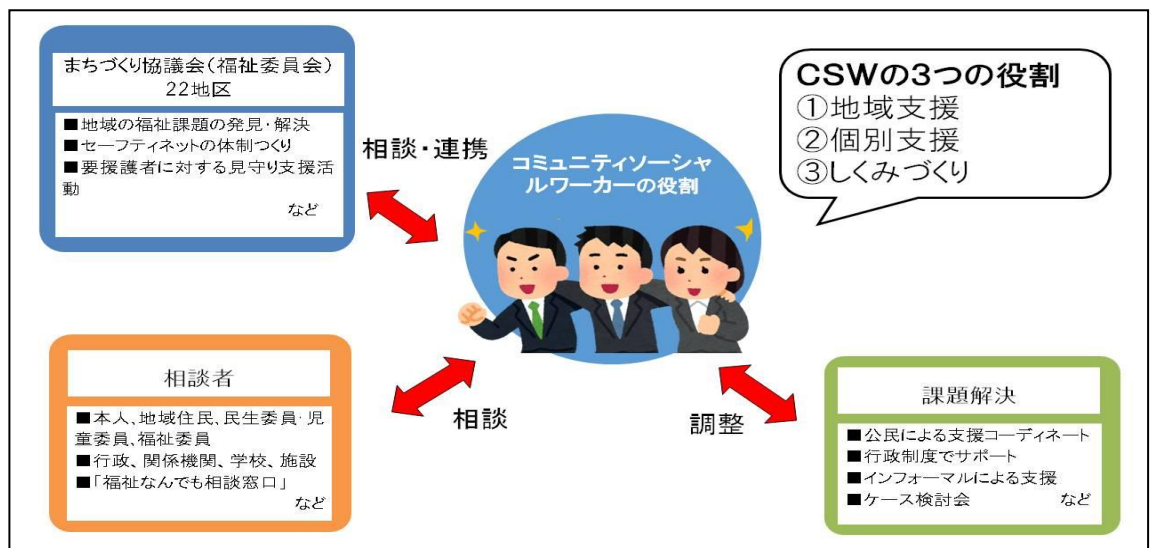 まちづくり協議会(福祉委員会)
22地区
■地域の福祉課題の発見・解決
■セーフティネットの体制つくり
■要援護者に対する見守り支援活
動
など
相談・連携
コミュニティソーシャ
ルワーカーの役割
CSWの3つの役割
①地域支援
②個別支援
③しくみづくり
相談者
■本人、地域住民、民生委員・児
童委員、福祉委員
■行政、関係機関、学校、施設
■「福祉なんでも相談窓口」
など
相談
調整
課題解決
■公民による支援コーディネート
■行政制度でサポート
■インフォーマルによる支援
■ケース検討会 など